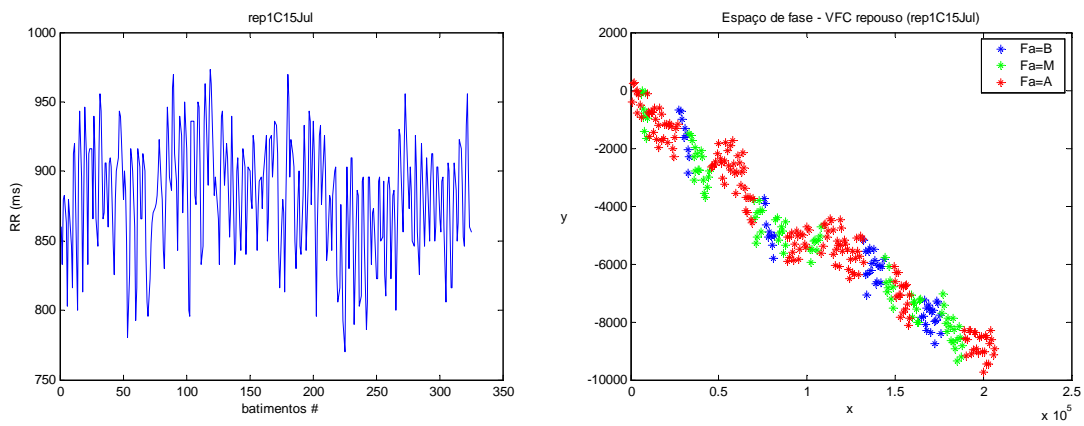 rep1C15Jul
1000
950
900
850
800
750
RR (ms)
0 50 100 150 200 250 300 350
batimentos #
Espaço de fase - VFC repouso (rep1C15Jul)
Fa=B
Fa=M
Fa=A
2000
0
-2000
-4000
-6000
-8000
-10000
y
0 0.5 1 1.5 2 2.5
x
x 10^5